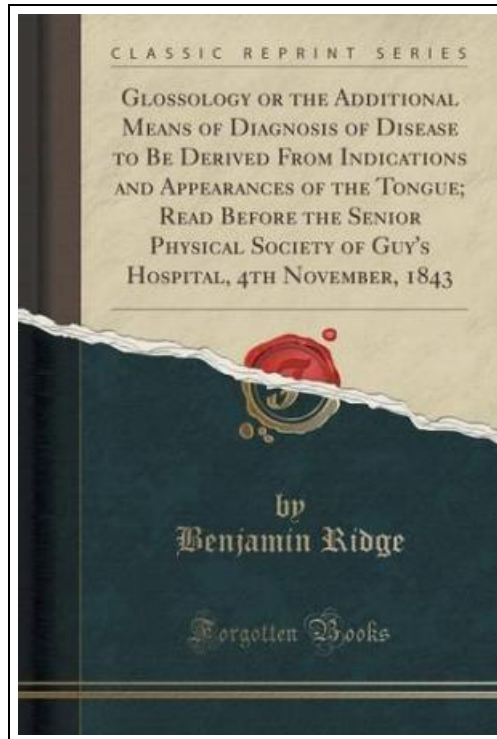 CLASSIC REPRINT SERIES
GLOSSOLOGY OR THE ADDITIONAL
MEANS OF DIAGNOSIS OF DISEASE
TO BE DERIVED FROM INDICATIONS
AND APPEARANCES OF THE TONGUE;
READ BEFORE THE SENIOR
PHYSICAL SOCIETY OF GUY'S
HOSPITAL, 4TH NOVEMBER, 1843
by
Benjamin Ridge
Forgotten Books